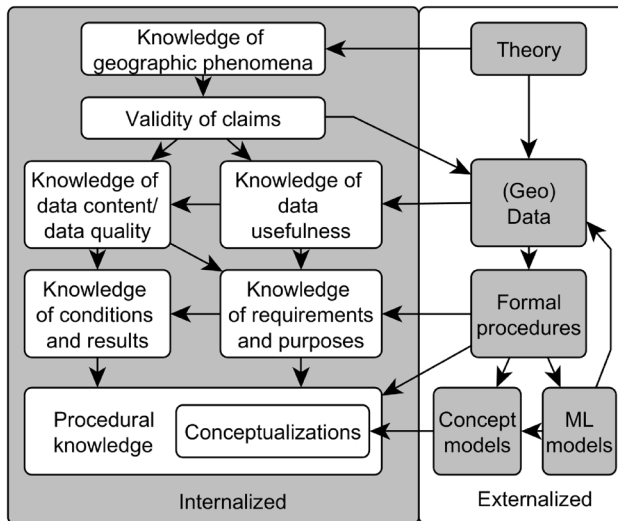 Knowledge of
geographic phenomena
Theory
Validity of claims
Knowledge of
data content/
data quality
Knowledge of
data
usefulness
(Geo)
Data
Knowledge
of conditions
and results
Knowledge
of requirements
and purposes
Formal
procedures
Procedural
knowledge
Conceptualizations
Concept
models
ML
models
Internalized
Externalized